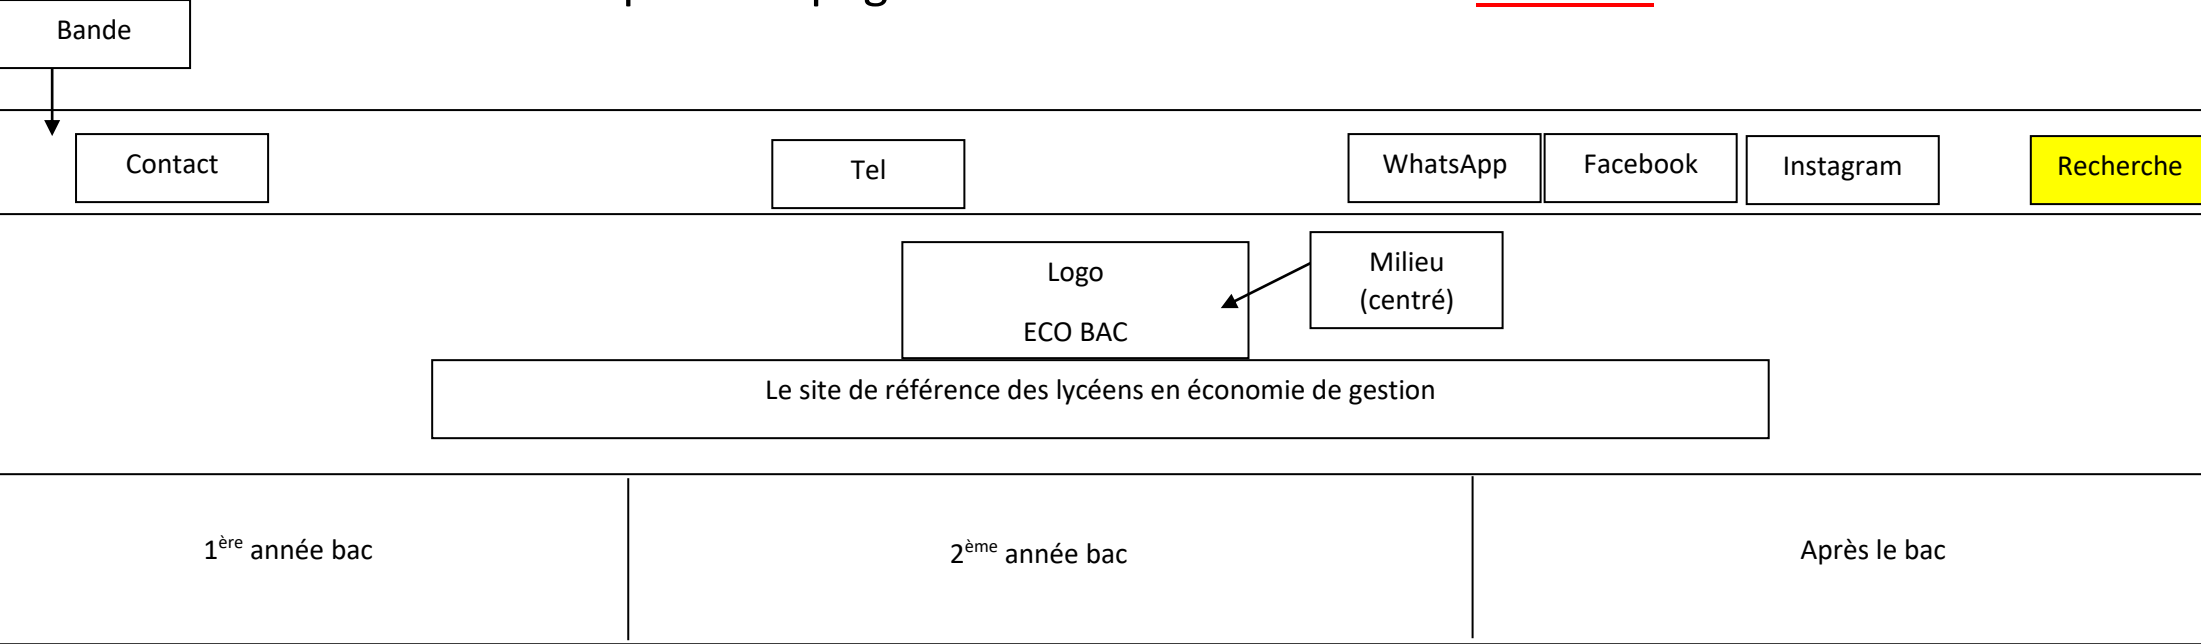 Bande
Contact
Tel
WhatsApp
Facebook
Instagram
Recherche
Logo
ECO BAC
Milieu
(centré)
Le site de référence des lycéens en économie de gestion
1ère année bac
2ème année bac
Après le bac